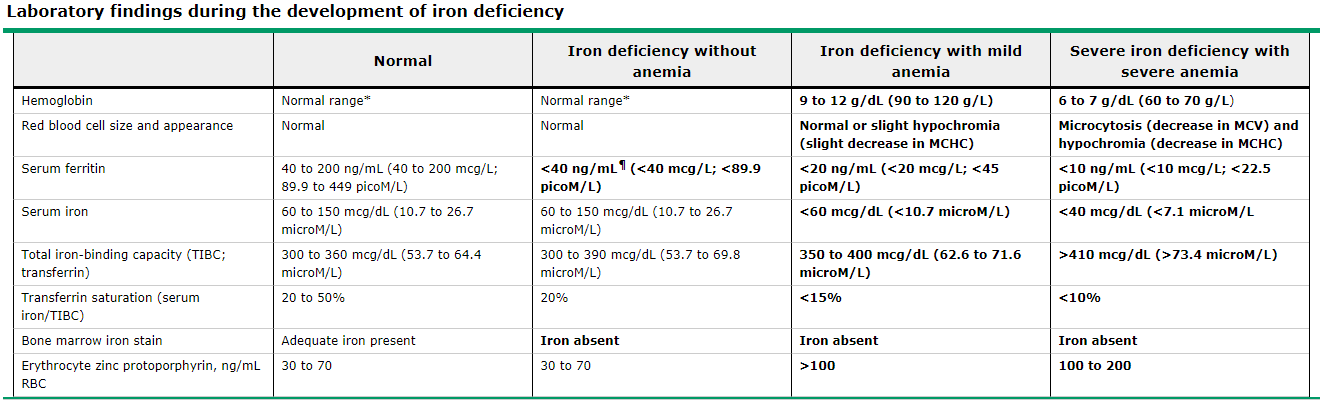 Laboratory findings during the development of iron deficiency
Normal
Iron deficiency without
anemia
Iron deficiency with mild
anemia
Severe iron deficiency with
severe anemia
Hemoglobin
Normal range*
Normal range*
9 to 12 g/dL (90 to 120 g/L)
6 to 7 g/dL (60 to 70 g/L)
Red blood cell size and appearance
Normal
Normal
Normal or slight hypochromia
(slight decrease in MCHC)
Microcytosis (decrease in MCV) and
hypochromia (decrease in MCHC)
Serum ferritin
40 to 200 ng/mL (40 to 200 mcg/L;
89.9 to 449 picoM/L)
<40 ng/mL¶ (<40 mcg/L; <89.9
picoM/L)
<20 ng/mL (<20 mcg/L; <45
picoM/L)
<10 ng/mL (<10 mcg/L; <22.5
picoM/L)
Serum iron
60 to 150 mcg/dL (10.7 to 26.7
microM/L)
60 to 150 mcg/dL (10.7 to 26.7
microM/L)
<60 mcg/dL (<10.7 microM/L)
<40 mcg/dL (<7.1 microM/L
Total iron-binding capacity (TIBC;
transferrin)
300 to 360 mcg/dL (53.7 to 64.4
microM/L)
300 to 390 mcg/dL (53.7 to 69.8
microM/L)
350 to 400 mcg/dL (62.6 to 71.6
microM/L)
>410 mcg/dL (>73.4 microM/L)
Transferrin saturation (serum
iron/TIBC)
20 to 50%
20%
<15%
<10%
Bone marrow iron stain
Adequate iron present
Iron absent
Iron absent
Iron absent
Erythrocyte zinc protoporphyrin, ng/mL
RBC
30 to 70
30 to 70
>100
100 to 200